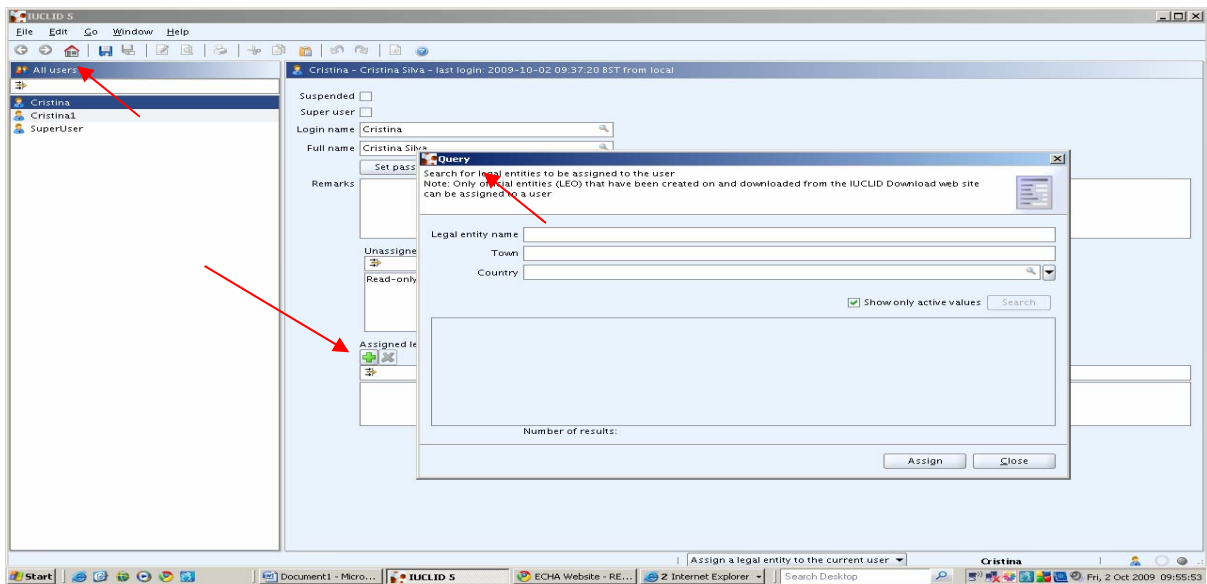 IUCLID 5
File Edit Go Window Help
All users
Cristina
Cristina1
SuperUser
Cristina - Cristina Silva - last login: 2009-10-02 09:37:20 BST from local
Suspended
Super user
Login name Cristina
Full name Cristina Silva
Set pass
Remarks
Unassigne
Read-only
Assigned le
Query
Search for legal entities to be assigned to the user
Note: Only official entities (LEO) that have been created on and downloaded from the IUCLID Download web site
can be assigned to a user
Legal entity name
Town
Country
Show only active values Search
Number of results:
Assign Close
Assign a legal entity to the current user Cristina
Start Document1 - Micro... IUCLID 5 ECHA Website - RE... 2 Internet Explorer Search Desktop Fri, 2 Oct 2009 09:55:53